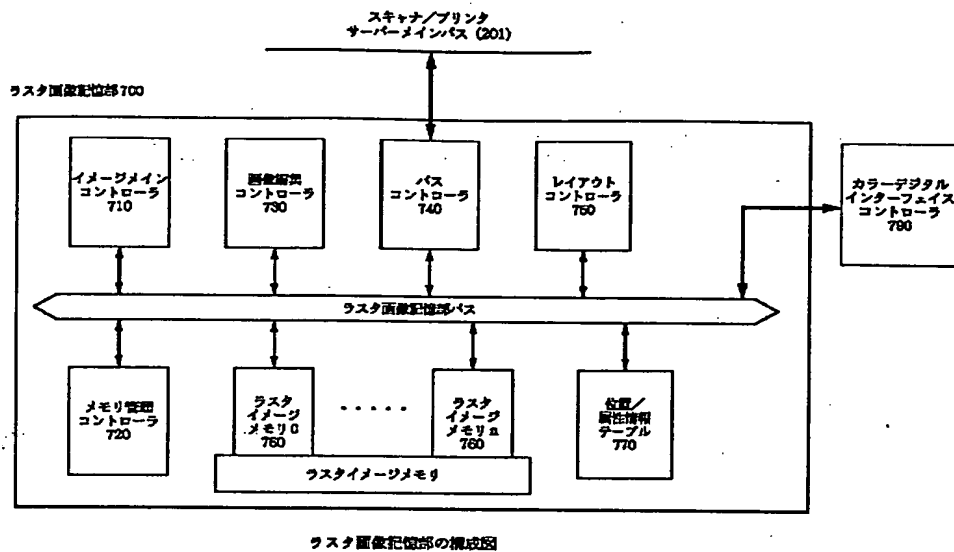 スキャナ/プリンタ
サーバーメインバス (201)
ラスタ画像記憶部700
イメージメイン
コントローラ
710
画像編集
コントローラ
730
バス
コントローラ
740
レイアウト
コントローラ
750
カラーデジタル
インターフェイス
コントローラ
790
ラスタ画像記憶部バス
メモリ管理
コントローラ
720
ラスタ
イメージ
メモリ0
760
ラスタ
イメージ
メモリn
760
位置/
属性情報
テーブル
770
ラスタイメージメモリ
ラスタ画像記憶部の構成図